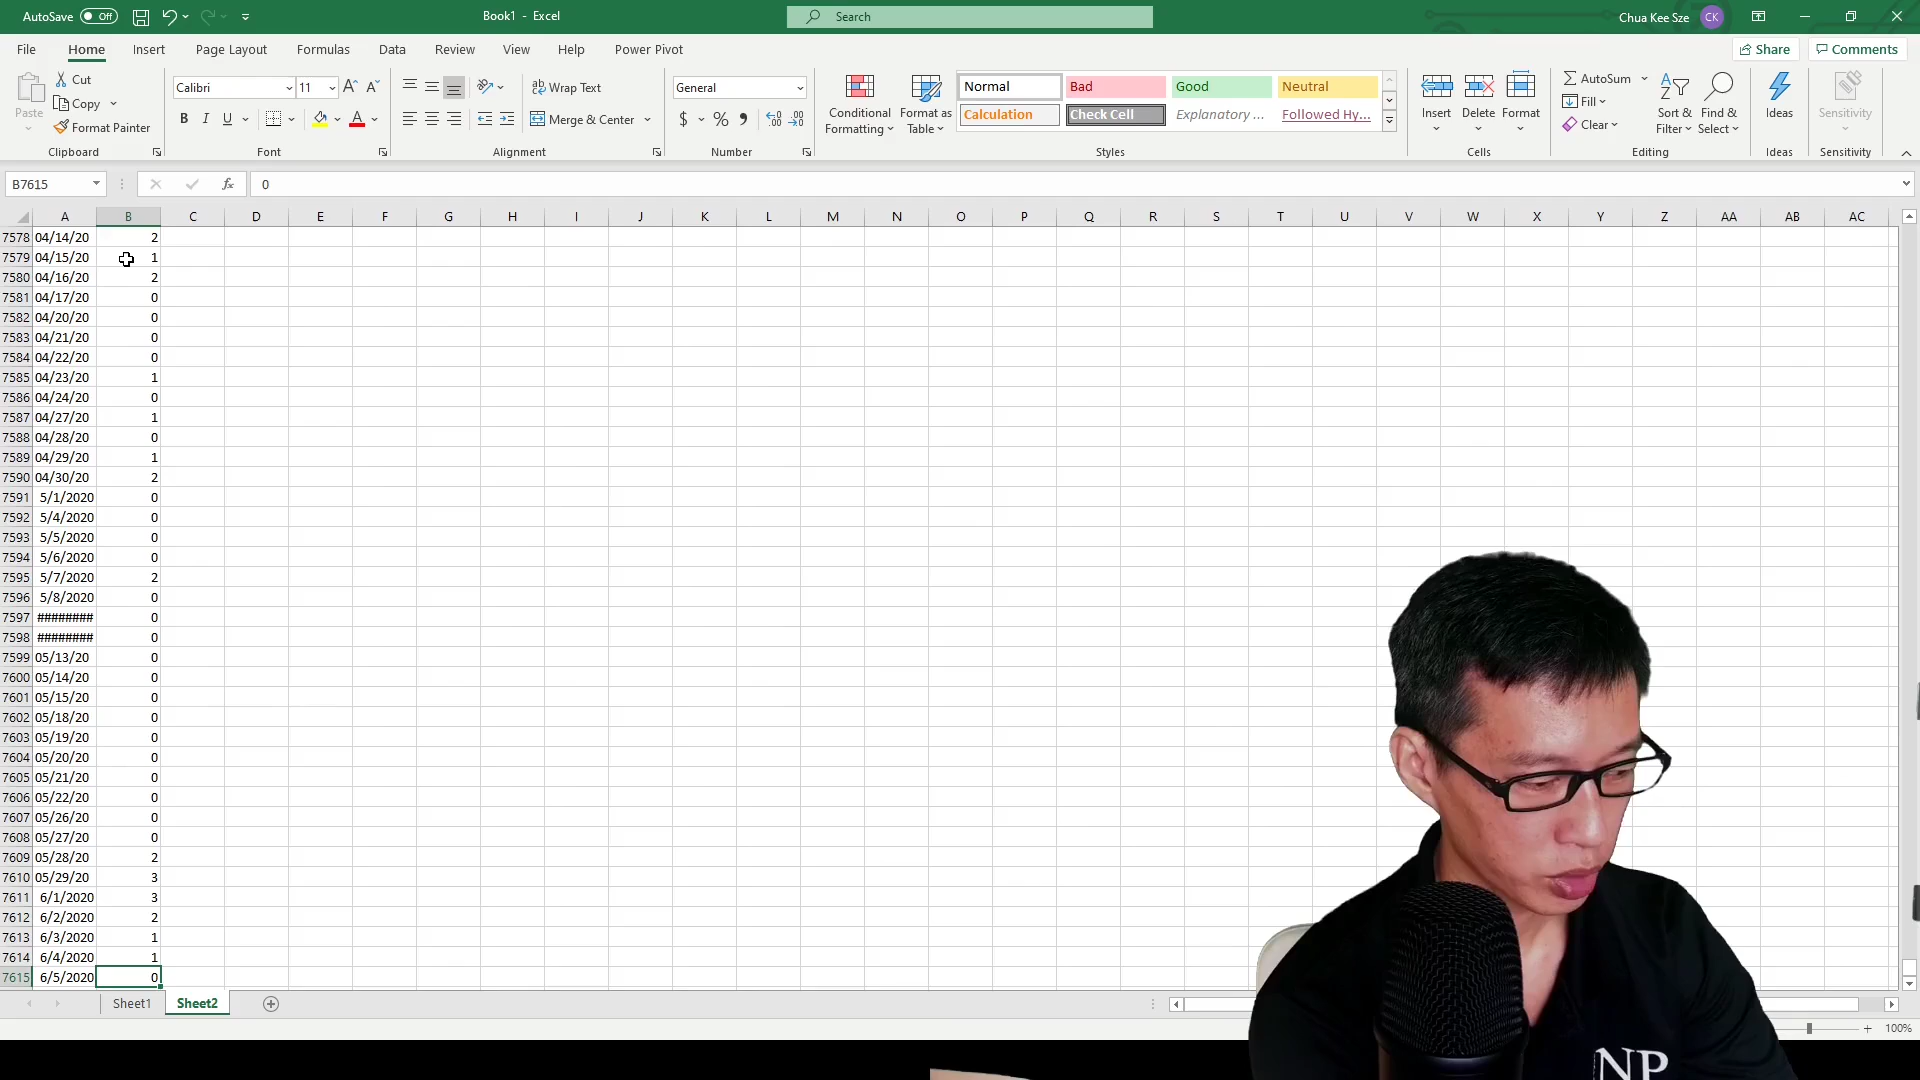 AutoSave Off
Book1 - Excel
Search
Chua Kee Sze CK
File Home Insert Page Layout Formulas Data Review View Help Power Pivot
Share Comments
Paste
Cut
Copy
Format Painter
Clipboard
Calibri 11
B I U
Font
Wrap Text
Merge & Center
Alignment
General
$ % 9
Number
Conditional Formatting
Format as Table
Normal Bad Good Neutral
Calculation Check Cell Explanatory ... Followed Hy...
Styles
Insert Delete Format
Cells
AutoSum
Fill
Clear
Sort & Filter
Find & Select
Editing
Ideas
Ideas
Sensitivity
Sensitivity
B7615 fx 0
A B C D E F G H I J K L M N O P Q R S T U V W X Y Z AA AB AC
7578 04/14/20 2
7579 04/15/20 1
7580 04/16/20 2
7581 04/17/20 0
7582 04/20/20 0
7583 04/21/20 0
7584 04/22/20 0
7585 04/23/20 1
7586 04/24/20 0
7587 04/27/20 1
7588 04/28/20 0
7589 04/29/20 1
7590 04/30/20 2
7591 5/1/2020 0
7592 5/4/2020 0
7593 5/5/2020 0
7594 5/6/2020 0
7595 5/7/2020 2
7596 5/8/2020 0
7597 ######## 0
7598 ######## 0
7599 05/13/20 0
7600 05/14/20 0
7601 05/15/20 0
7602 05/18/20 0
7603 05/19/20 0
7604 05/20/20 0
7605 05/21/20 0
7606 05/22/20 0
7607 05/26/20 0
7608 05/27/20 0
7609 05/28/20 2
7610 05/29/20 3
7611 6/1/2020 3
7612 6/2/2020 2
7613 6/3/2020 1
7614 6/4/2020 1
7615 6/5/2020 0
Sheet1 Sheet2
100%
NP